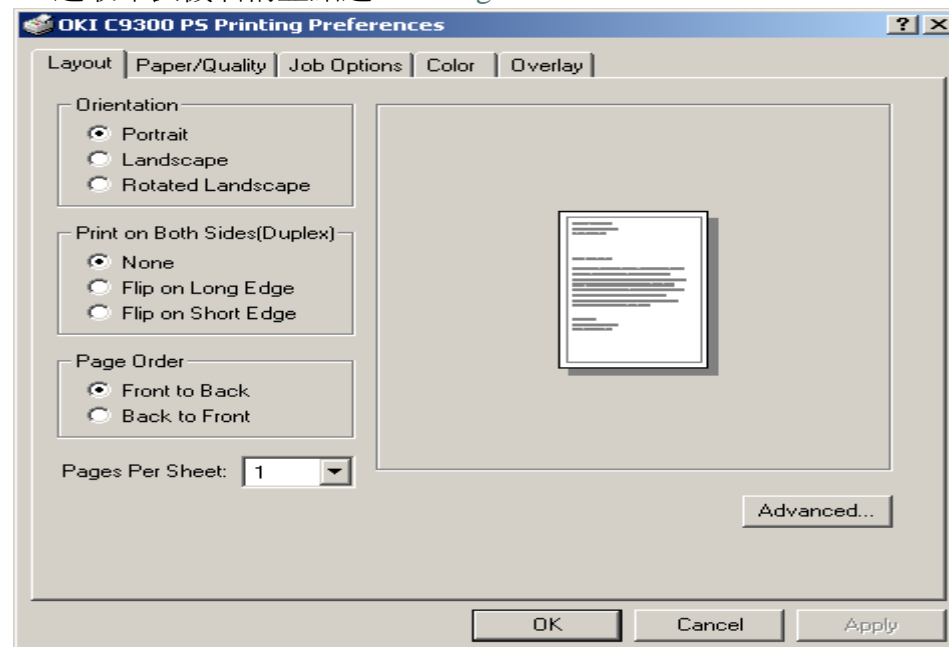 OKI C9300 PS Printing Preferences
Layout
Paper/Quality
Job Options
Color
Overlay
Orientation
Portrait
Landscape
Rotated Landscape
Print on Both Sides(Duplex)
None
Flip on Long Edge
Flip on Short Edge
Page Order
Front to Back
Back to Front
Pages Per Sheet: 1
Advanced...
OK
Cancel
Apply